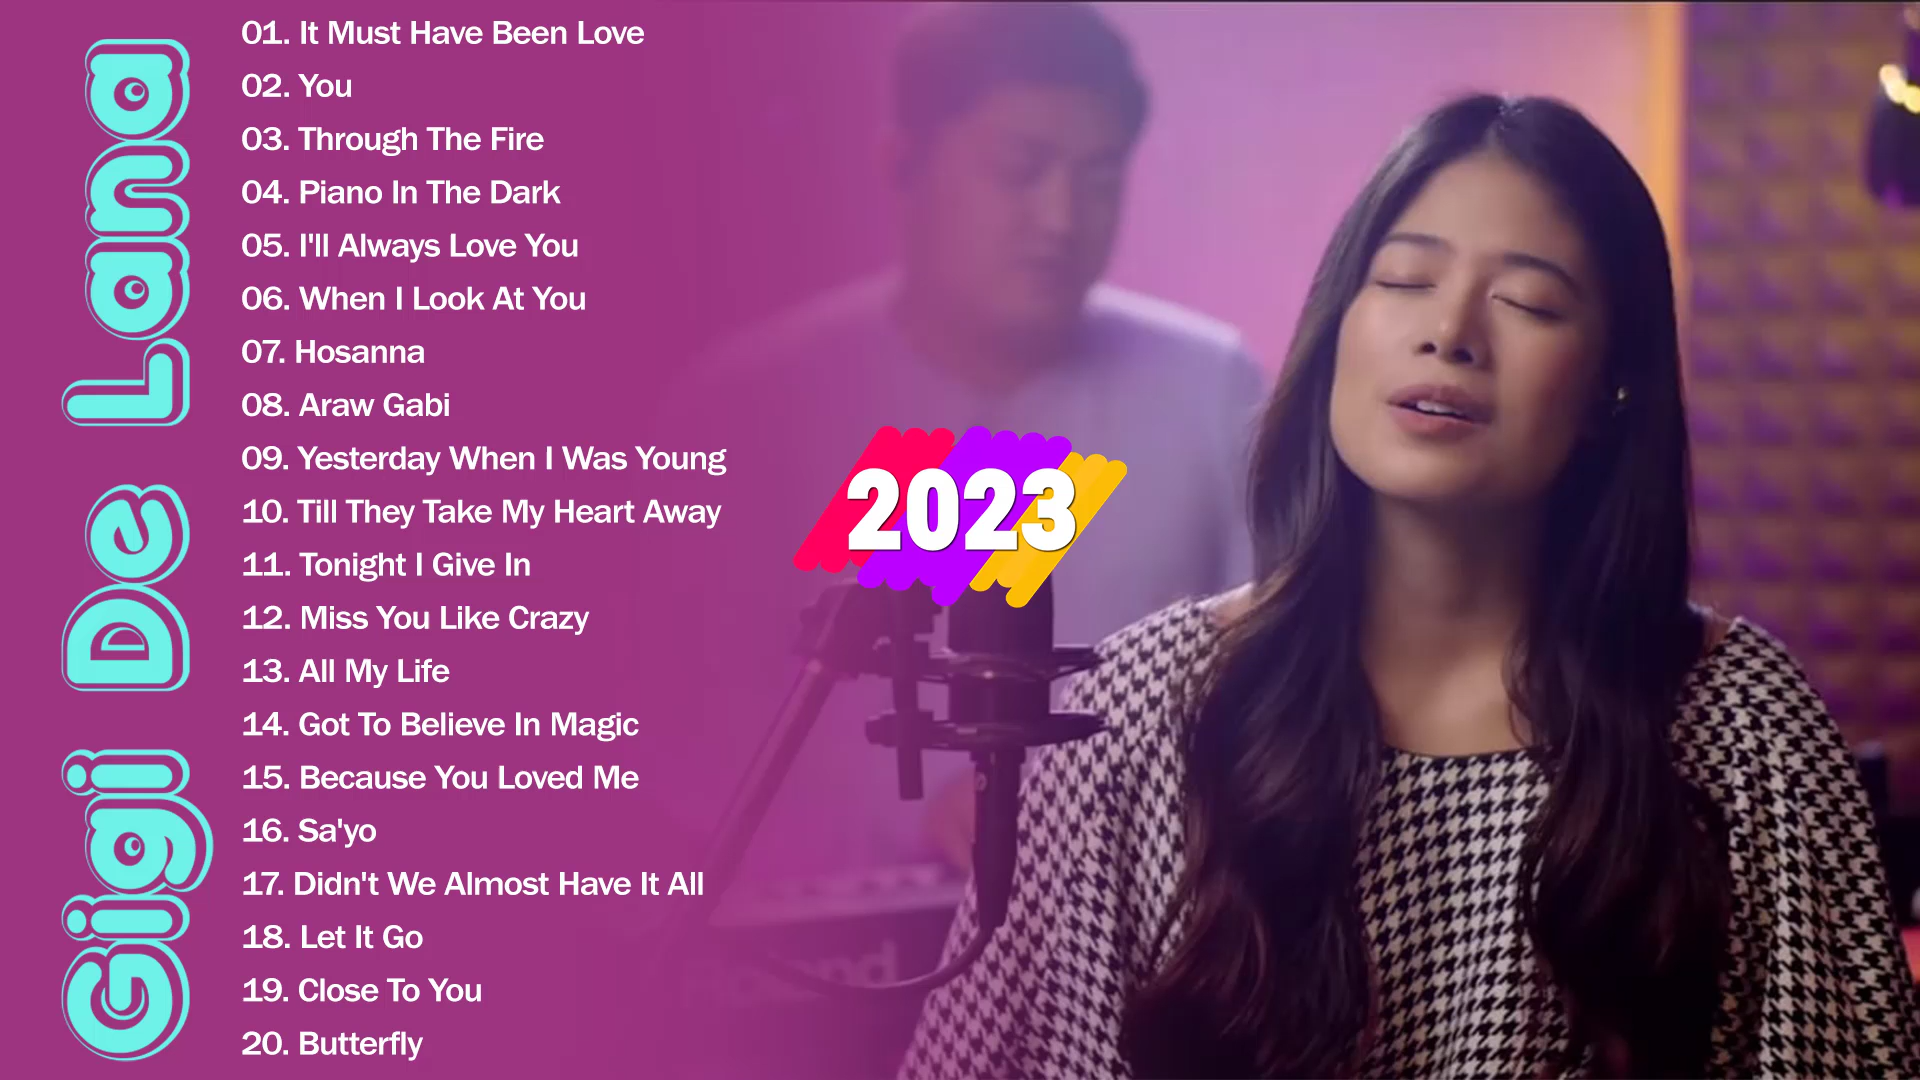 Gigi De Lana
01. It Must Have Been Love
02. You
03. Through The Fire
04. Piano In The Dark
05. I'll Always Love You
06. When I Look At You
07. Hosanna
08. Araw Gabi
09. Yesterday When I Was Young
10. Till They Take My Heart Away
11. Tonight I Give In
12. Miss You Like Crazy
13. All My Life
14. Got To Believe In Magic
15. Because You Loved Me
16. Sa'yo
17. Didn't We Almost Have It All
18. Let It Go
19. Close To You
20. Butterfly
2023
Roland